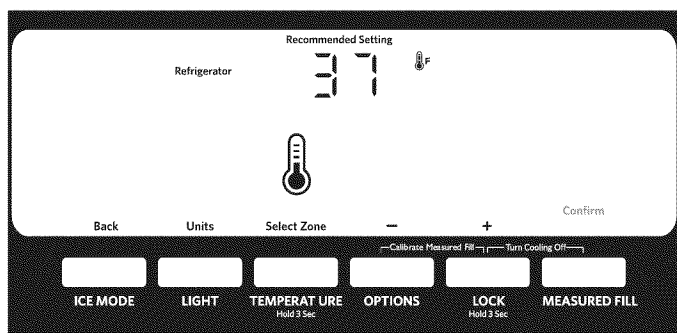 Recommended Setting
Refrigerator 37 F
Back Units Select Zone − + Confirm
Calibrate Measured Fill Turn Cooling Off
ICE MODE LIGHT TEMPERAT URE OPTIONS LOCK MEASURED FILL
Hold 3 Sec Hold 3 Sec